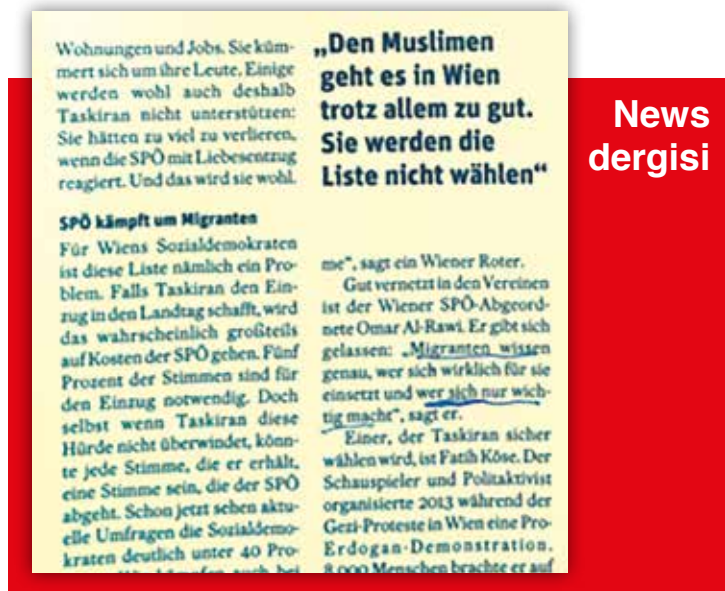 Wohnungen und Jobs. Sie küm-
mert sich um ihre Leute. Einige
werden wohl auch deshalb
Taskiran nicht unterstützen:
Sie hätten zu viel zu verlieren,
wenn die SPÖ mit Liebesentzug
reagiert. Und das wird sie wohl.
SPÖ kämpft um Migranten
Für Wiens Sozialdemokraten
ist diese Liste nämlich ein Pro-
blem. Falls Taskiran den Ein-
zug in den Landtag schafft, wird
das wahrscheinlich großteils
auf Kosten der SPÖ gehen. Fünf
Prozent der Stimmen sind für
den Einzug notwendig. Doch
selbst wenn Taskiran diese
Hürde nicht überwindet, könn-
te jede Stimme, die er erhält,
eine Stimme sein, die der SPÖ
abgeht. Schon jetzt sehen aktu-
elle Umfragen die Sozialdemo-
kraten deutlich unter 40 Pro-
„Den Muslimen
geht es in Wien
trotz allem zu gut.
Sie werden die
Liste nicht wählen“
me“, sagt ein Wiener Roter.
Gut vernetzt in den Vereinen
ist der Wiener SPÖ-Abgeord-
nete Omar Al-Rawi. Er gibt sich
gelassen: „Migranten wissen
genau, wer sich wirklich für sie
einsetzt und wer sich nur wich-
tig macht“, sagt er.
Einer, der Taskiran sicher
wählen wird, ist Fatih Köse. Der
Schauspieler und Politaktivist
organisierte 2013 während der
Gezi-Proteste in Wien eine Pro-
Erdogan-Demonstration.
8.000 Menschen brachte er auf
News
dergisi